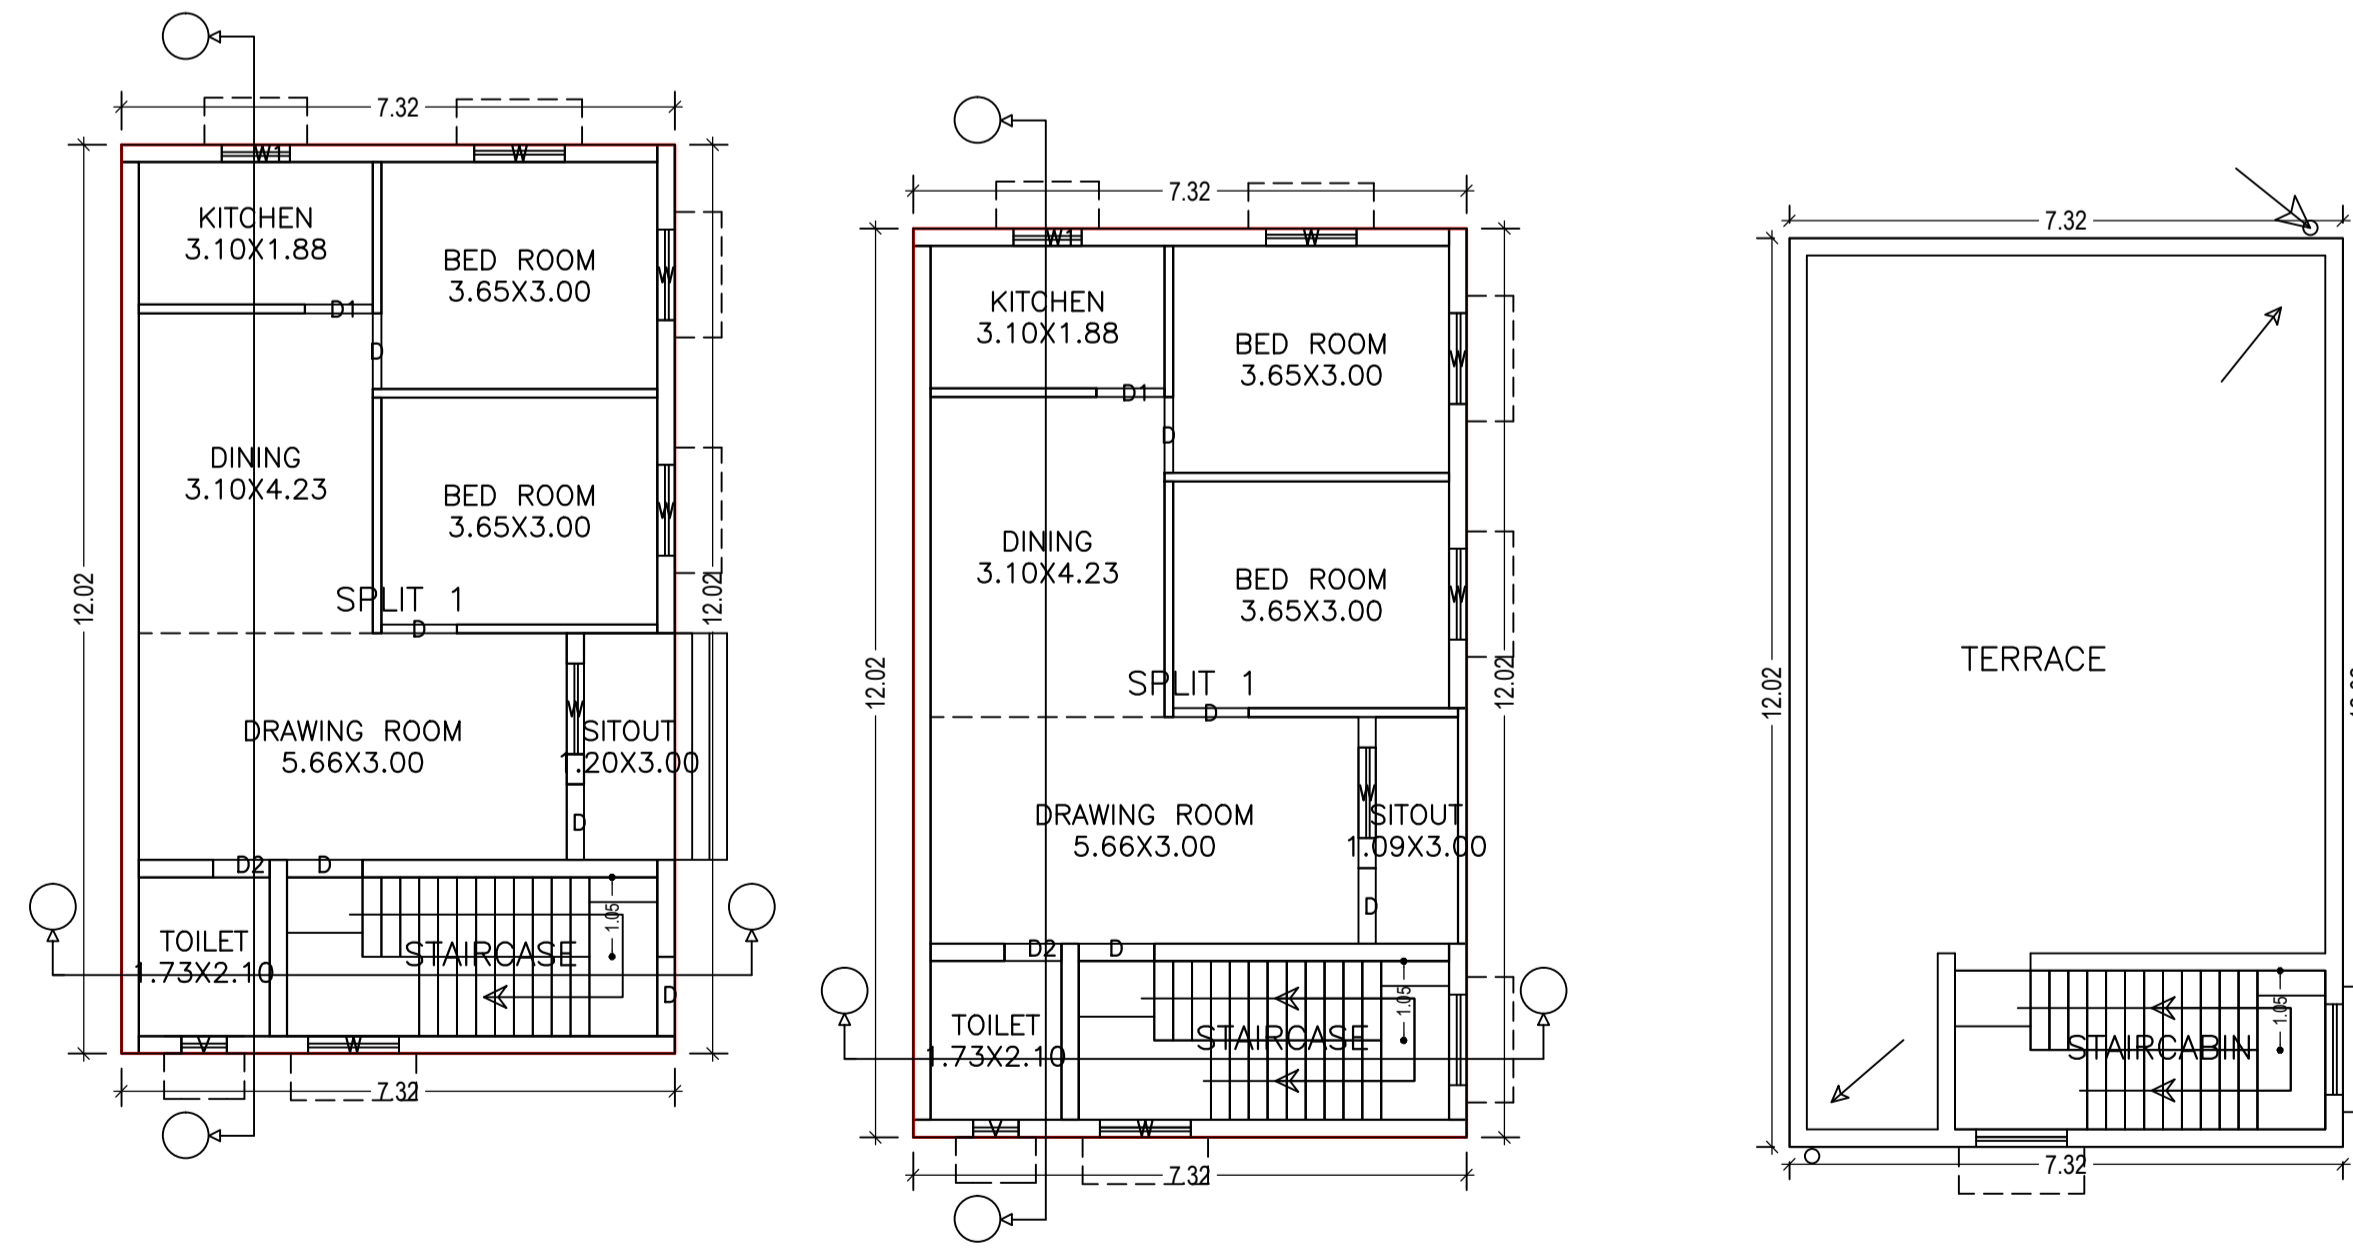 7.32
W1
W
KITCHEN
3.10X1.88
BED ROOM
3.65X3.00
W
D1
D
DINING
3.10X4.23
BED ROOM
3.65X3.00
W
12.02
12.02
SPLIT 1
D
DRAWING ROOM
5.66X3.00
W
SITOUT
1.20X3.00
D
D2
D
1.05
TOILET
1.73X2.10
STAIRCASE
D
V
W
7.32
7.32
W1
W
KITCHEN
3.10X1.88
BED ROOM
3.65X3.00
W
D1
D
DINING
3.10X4.23
BED ROOM
3.65X3.00
W
12.02
12.02
SPLIT 1
D
DRAWING ROOM
5.66X3.00
W
SITOUT
1.09X3.00
D
D2
D
1.05
TOILET
1.73X2.10
STAIRCASE
V
W
7.32
7.32
TERRACE
12.02
1.05
STAIRCABIN
7.32